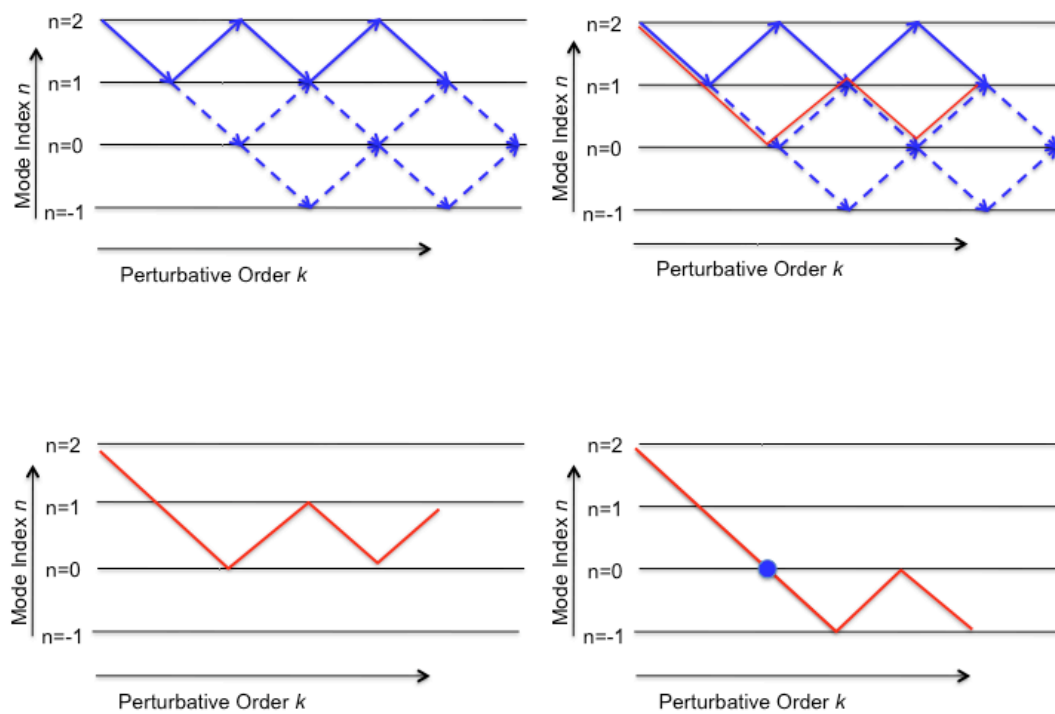 n=2
n=1
n=0
n=-1
Mode Index n
Perturbative Order k
n=2
n=1
n=0
n=-1
Mode Index n
Perturbative Order k
n=2
n=1
n=0
n=-1
Mode Index n
Perturbative Order k
n=2
n=1
n=0
n=-1
Mode Index n
Perturbative Order k